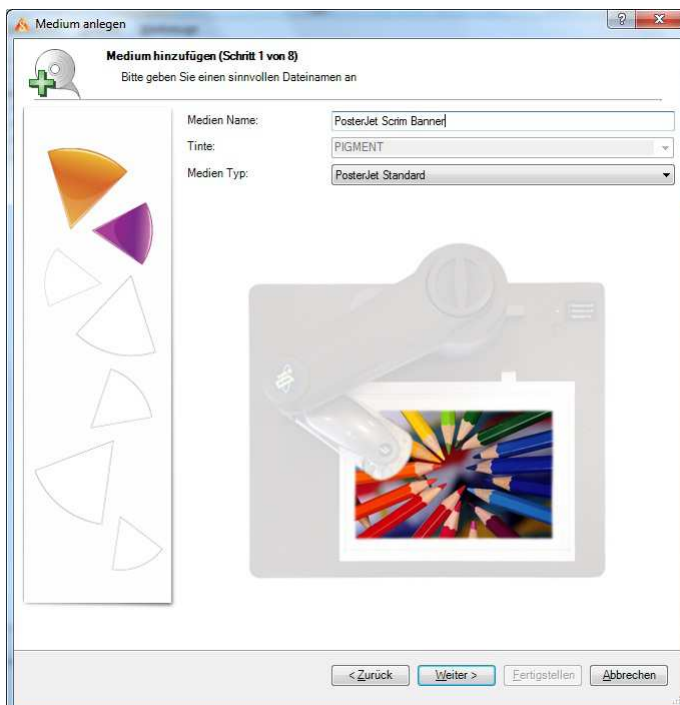 Medium anlegen
Medium hinzufügen (Schritt 1 von 8)
Bitte geben Sie einen sinnvollen Dateinamen an
Medien Name: PosterJet Scrim Banner
Tinte: PIGMENT
Medien Typ: PosterJet Standard
< Zurück Weiter > Fertigstellen Abbrechen